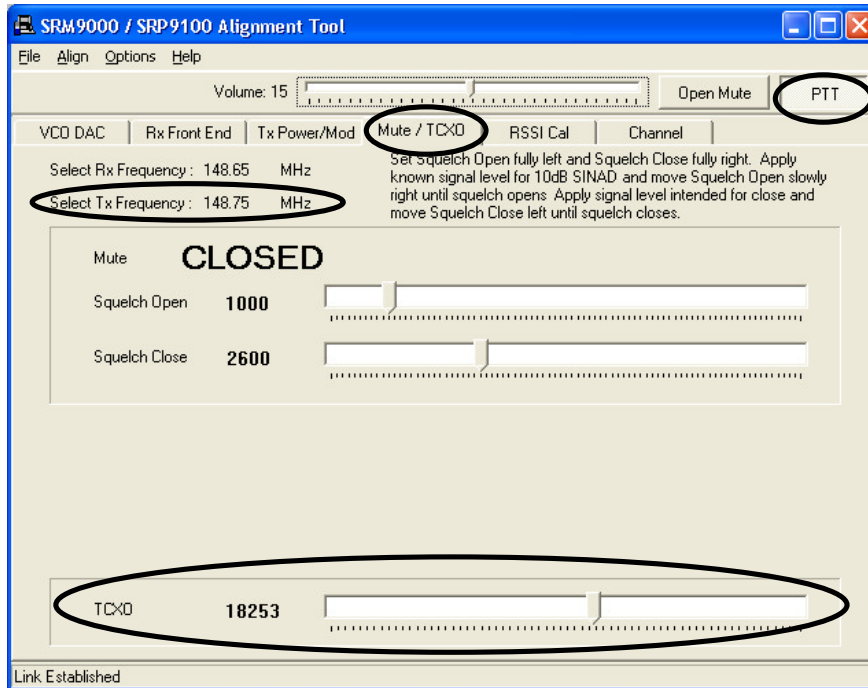 SRM9000 / SRP9100 Alignment Tool
File Align Options Help
Volume: 15 Open Mute PTT
VCO DAC Rx Front End Tx Power/Mod Mute / TCXO RSSI Cal Channel
Select Rx Frequency : 148.65 MHz
Select Tx Frequency : 148.75 MHz
Set Squelch Open fully left and Squelch Close fully right. Apply
known signal level for 10dB SINAD and move Squelch Open slowly
right until squelch opens Apply signal level intended for close and
move Squelch Close left until squelch closes.
Mute CLOSED
Squelch Open 1000
Squelch Close 2600
TCXO 18253
Link Established